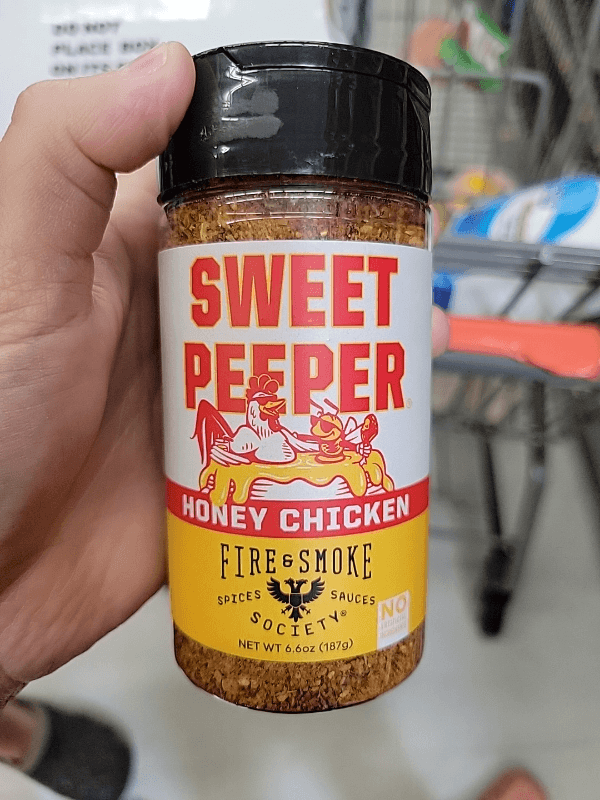 DO NOT
PLACE BOX
SWEET
PEEPER
HONEY CHICKEN
FIRE & SMOKE
SPICES SAUCES
SOCIETY®
NET WT 6.6oz (187g)
NO